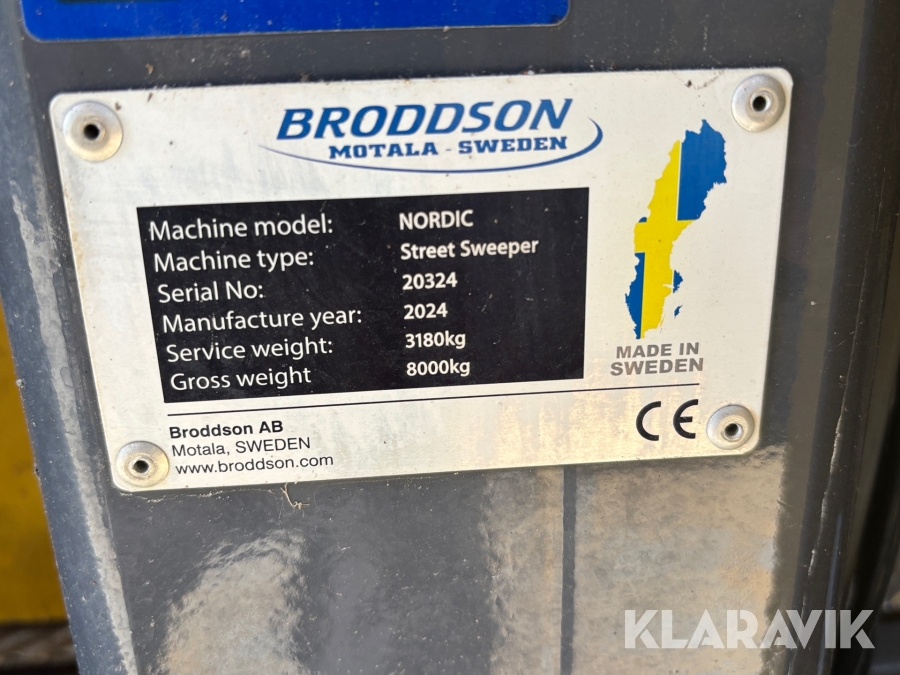 BRODDSON
MOTALA - SWEDEN
Machine model: NORDIC
Machine type: Street Sweeper
Serial No: 20324
Manufacture year: 2024
Service weight: 3180kg
Gross weight 8000kg
MADE IN
SWEDEN
Broddson AB
Motala, SWEDEN
www.broddson.com
CE
KLARAVIK